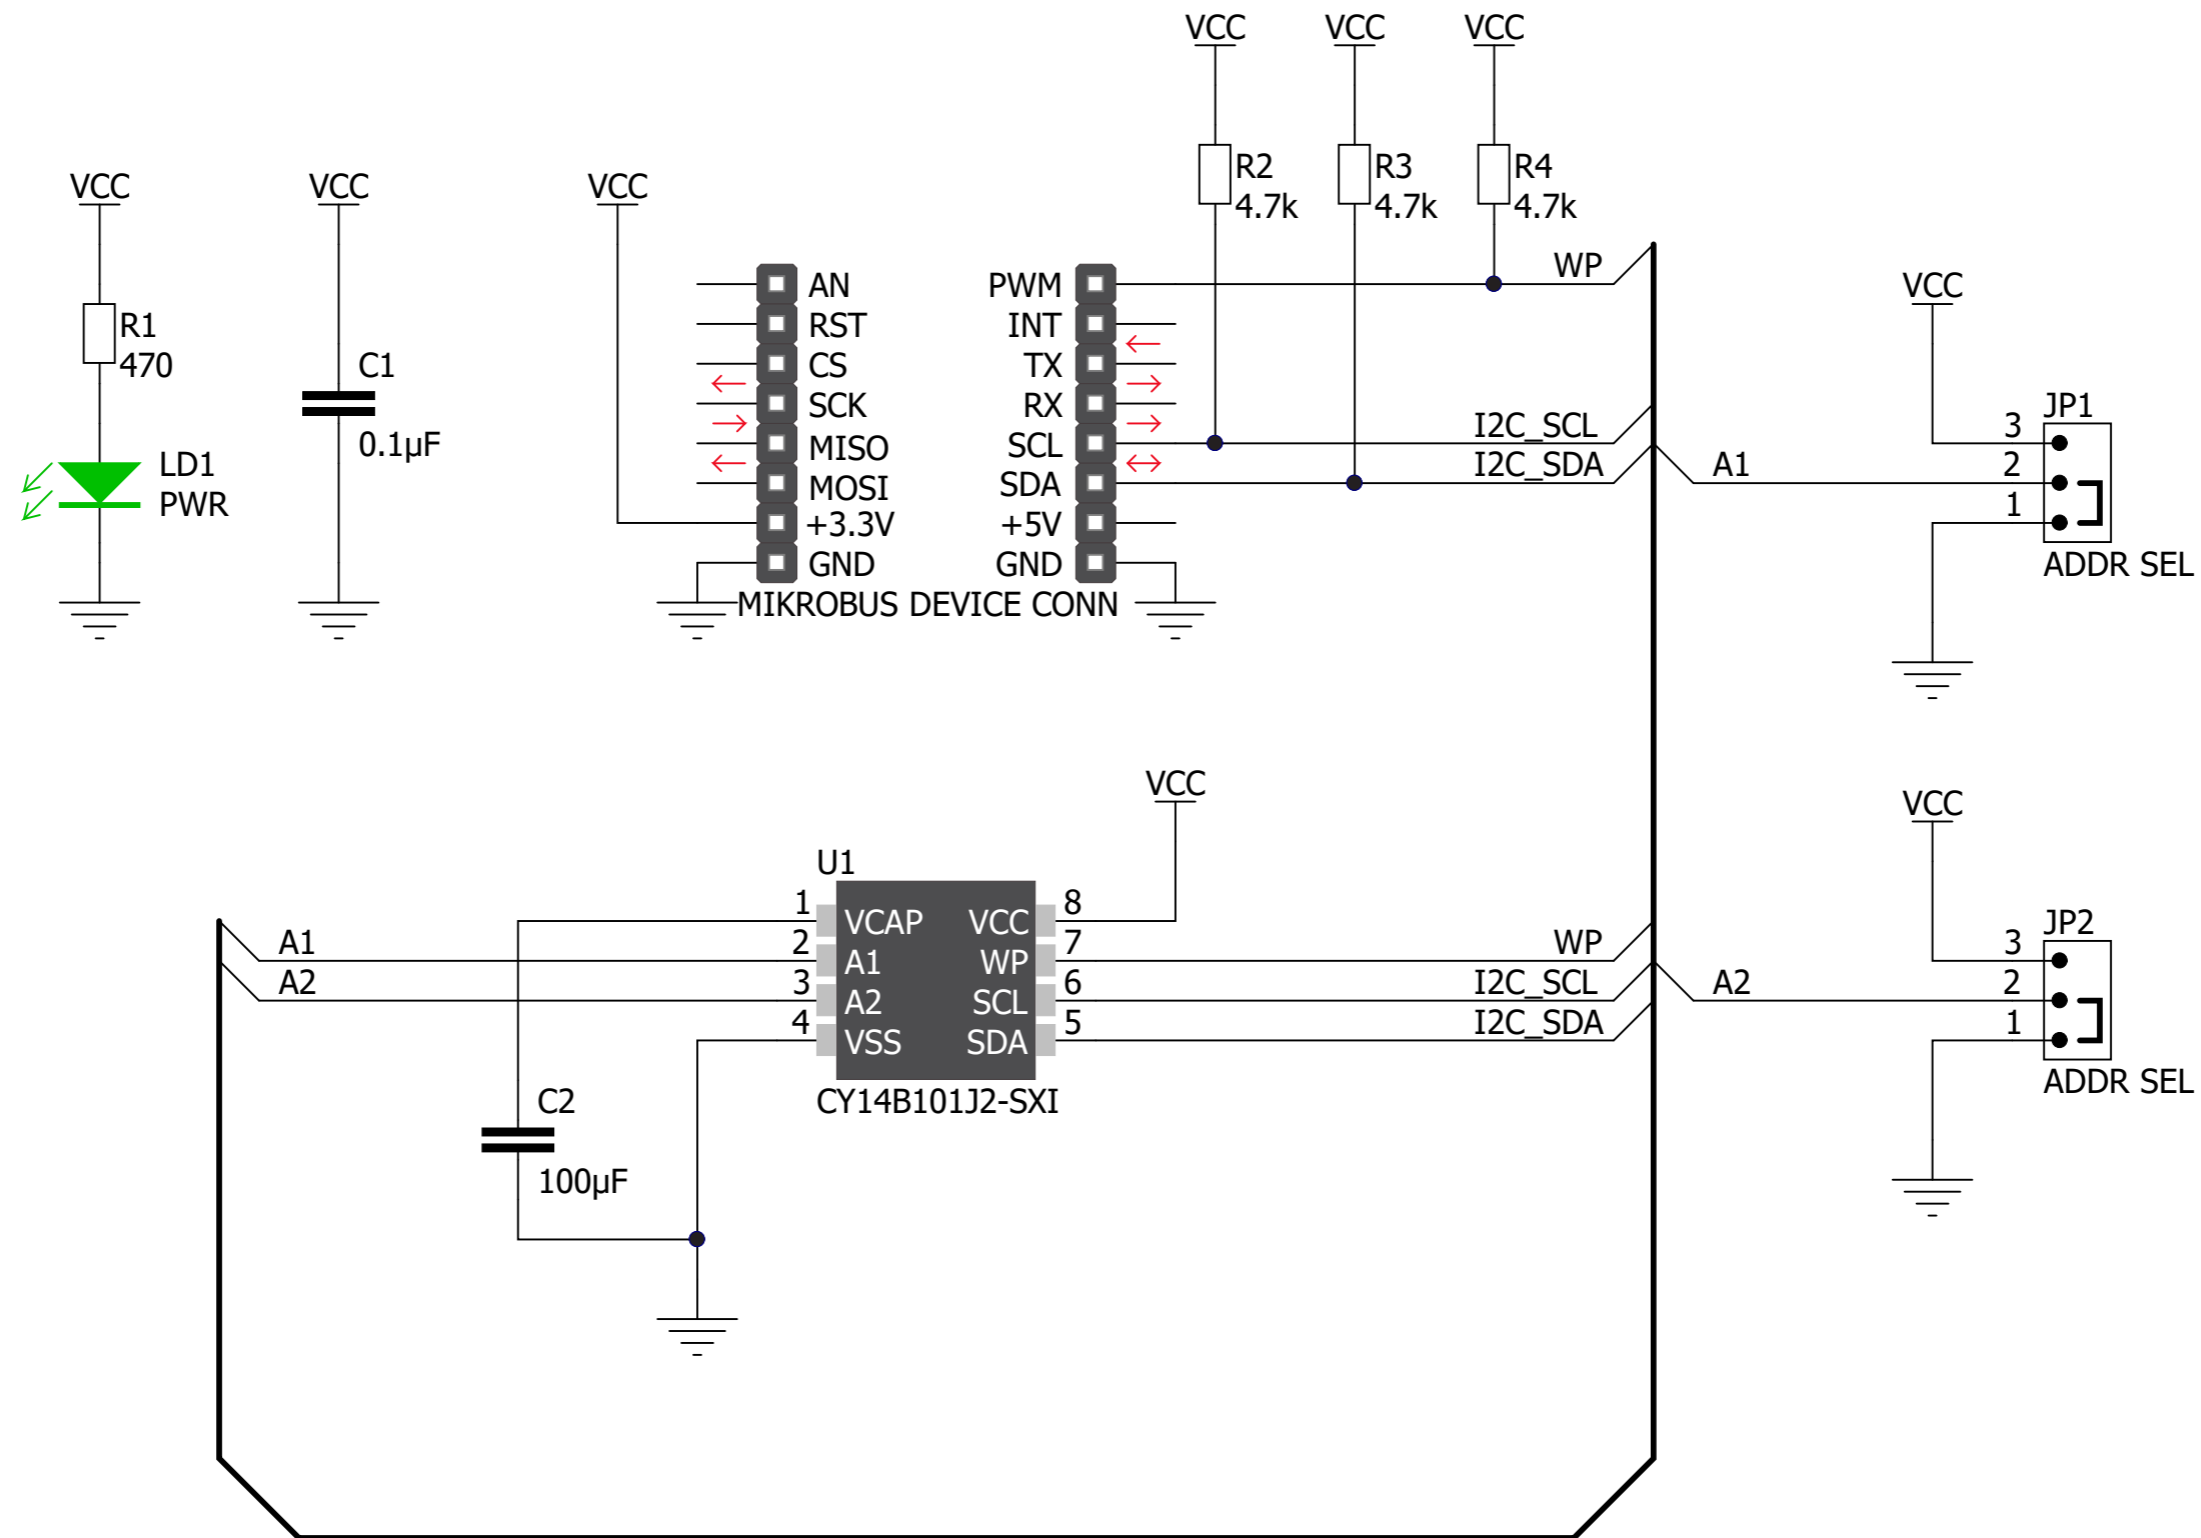 VCC VCC VCC
R2 R3 R4
4.7k 4.7k 4.7k
VCC VCC VCC
R1
470
C1
0.1µF
LD1
PWR
AN PWM
RST INT
CS TX
SCK RX
MISO SCL
MOSI SDA
+3.3V +5V
GND GND
MIKROBUS DEVICE CONN
WP
I2C_SCL
I2C_SDA
A1
VCC
JP1
3
2
1
ADDR SEL
VCC
U1
1 VCAP VCC 8
2 A1 WP 7
3 A2 SCL 6
4 VSS SDA 5
CY14B101J2-SXI
A1
A2
C2
100µF
WP
I2C_SCL
I2C_SDA
A2
VCC
JP2
3
2
1
ADDR SEL